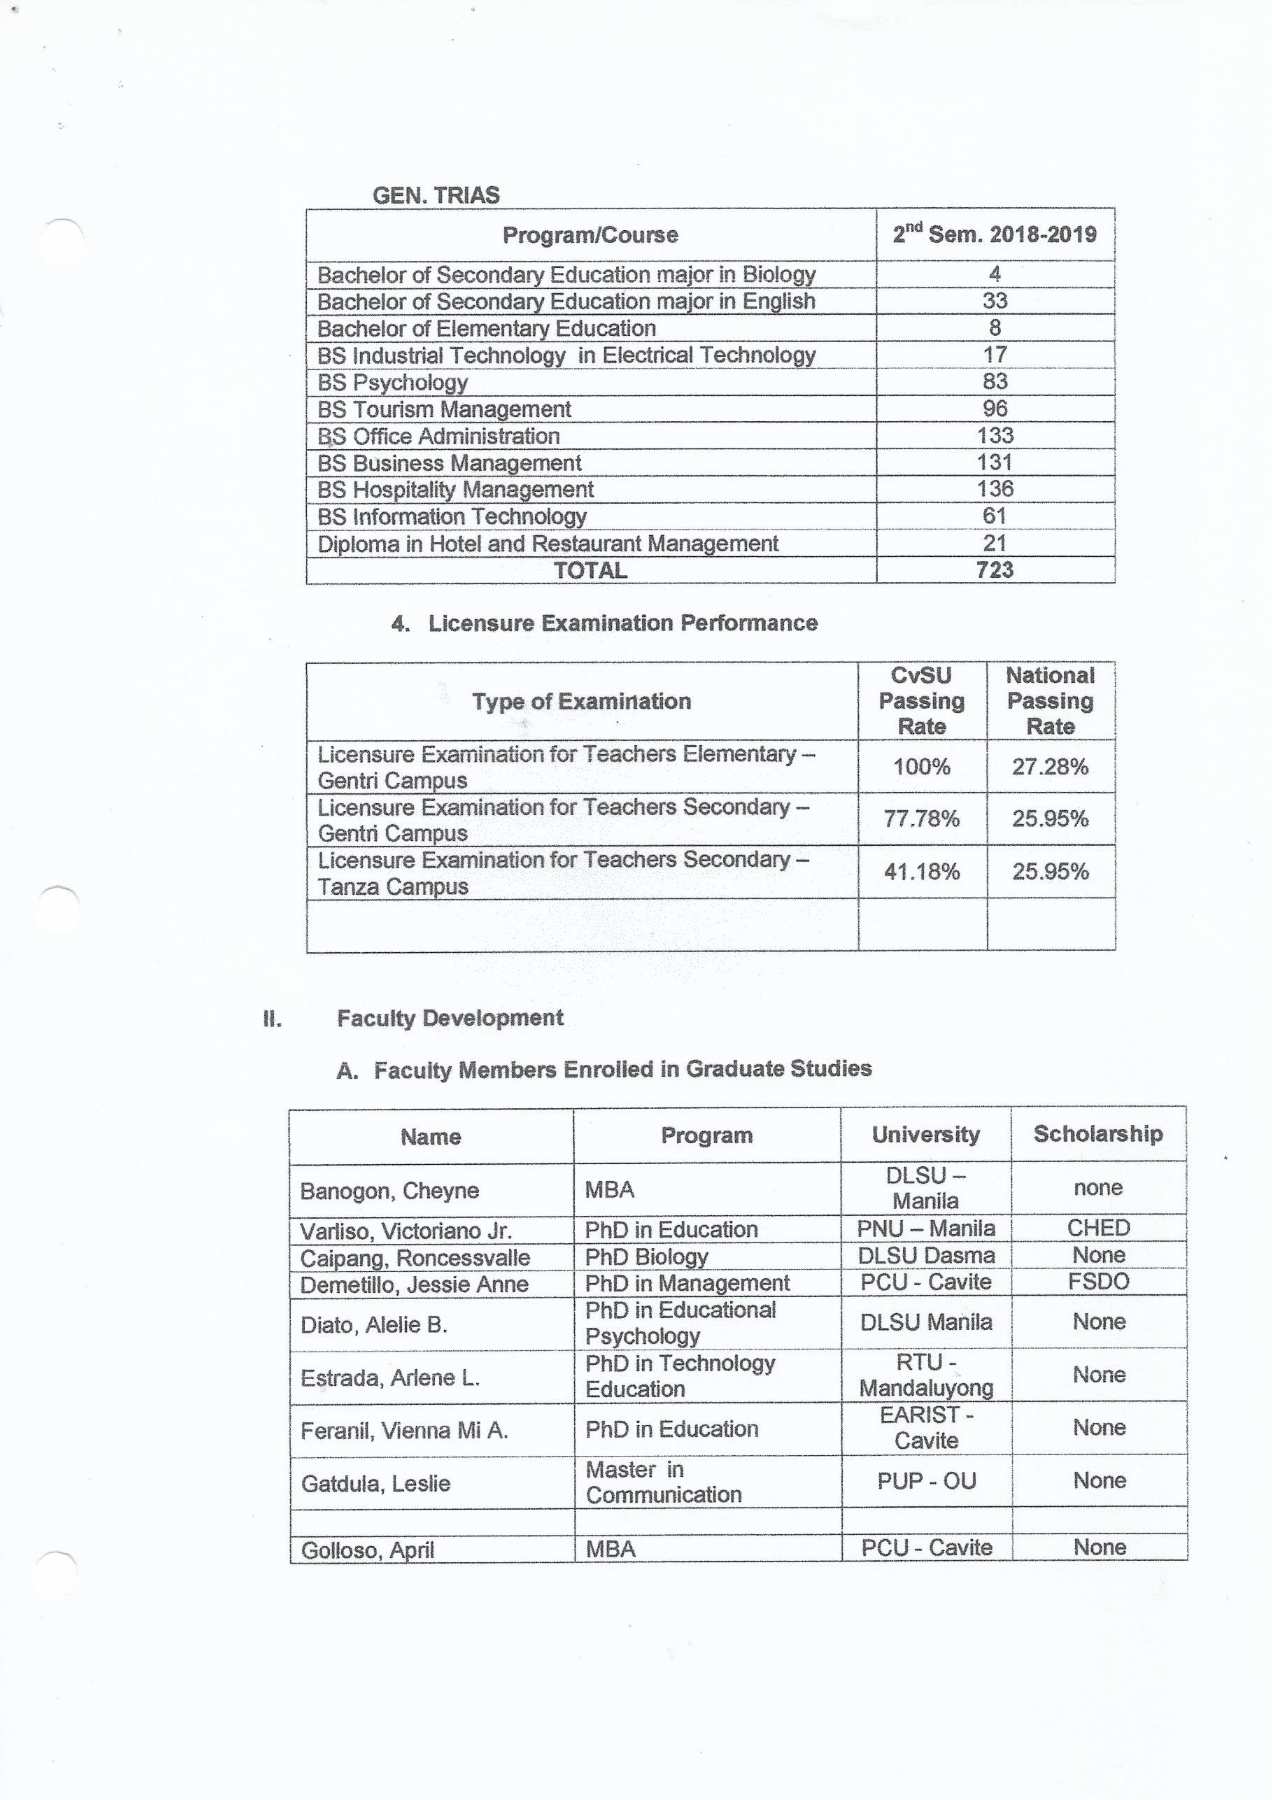 GEN. TRIAS
Program/Course 2nd Sem. 2018-2019
Bachelor of Secondary Education major in Biology 4
Bachelor of Secondary Education major in English 33
Bachelor of Elementary Education 8
BS Industrial Technology in Electrical Technology 17
BS Psychology 83
BS Tourism Management 96
BS Office Administration 133
BS Business Management 131
BS Hospitality Management 136
BS Information Technology 61
Diploma in Hotel and Restaurant Management 21
TOTAL 723
4. Licensure Examination Performance
Type of Examination CvSU Passing Rate National Passing Rate
Licensure Examination for Teachers Elementary –
Gentri Campus 100% 27.28%
Licensure Examination for Teachers Secondary –
Gentri Campus 77.78% 25.95%
Licensure Examination for Teachers Secondary –
Tanza Campus 41.18% 25.95%
II. Faculty Development
A. Faculty Members Enrolled in Graduate Studies
Name Program University Scholarship
Banogon, Cheyne MBA DLSU – Manila none
Varliso, Victoriano Jr. PhD in Education PNU – Manila CHED
Caipang, Roncessvalle PhD Biology DLSU Dasma None
Demetillo, Jessie Anne PhD in Management PCU - Cavite FSDO
Diato, Alelie B. PhD in Educational Psychology DLSU Manila None
Estrada, Arlene L. PhD in Technology Education RTU - Mandaluyong None
Feranil, Vienna Mi A. PhD in Education EARIST - Cavite None
Gatdula, Leslie Master in Communication PUP - OU None
Golloso, April MBA PCU - Cavite None